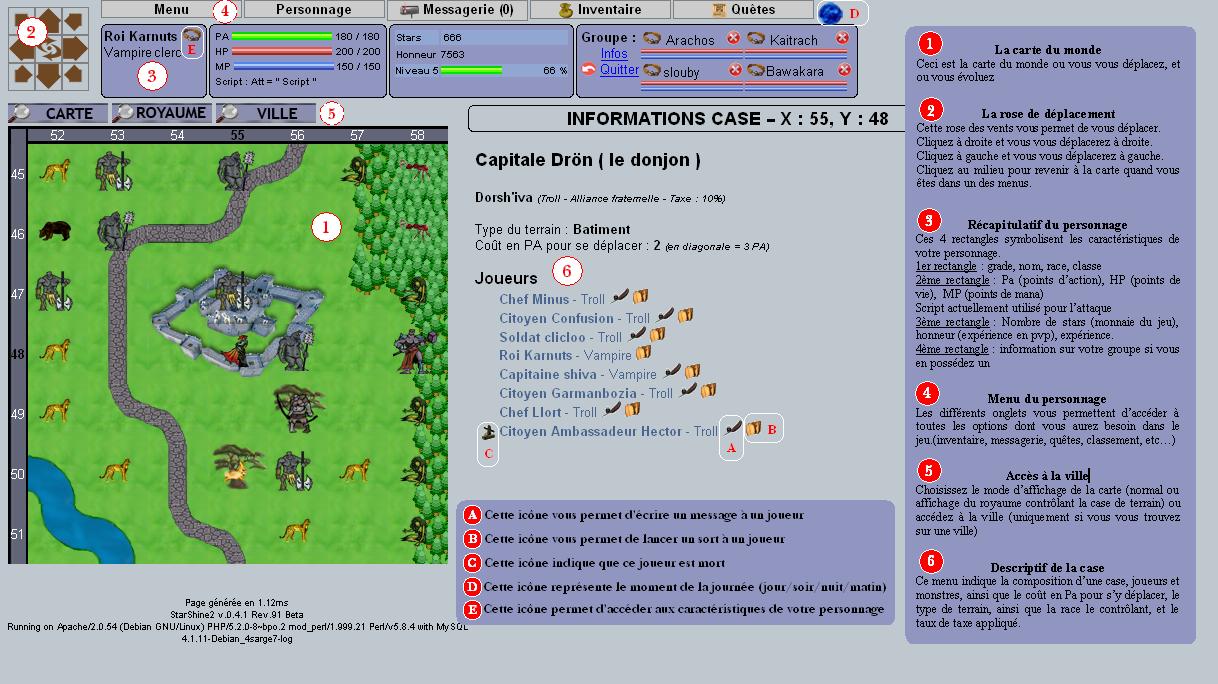 Menu
4
Personnage
Messagerie (0)
Inventaire
Quêtes
D
2
Roi Karnuts
Vampire clerc
E
3
PA 180 / 180
HP 200 / 200
MP 150 / 150
Script : Att = " Script "
Stars 666
Honneur 7563
Niveau 5 66 %
Groupe :
Infos
Quitter
Arachos
Kaitrach
slouby
Bawakara
CARTE
ROYAUME
VILLE
5
52 53 54 55 56 57 58
45
46
47
48
49
50
51
1
INFORMATIONS CASE – X : 55, Y : 48
Capitale Drön ( le donjon )
Dorsh'iva (Troll - Alliance fraternelle - Taxe : 10%)
Type du terrain : Batiment
Coût en PA pour se déplacer : 2 (en diagonale = 3 PA)
Joueurs
6
Chef Minus - Troll
Citoyen Confusion - Troll
Soldat clicloo - Troll
Roi Karnuts - Vampire
Capitaine shiva - Vampire
Citoyen Garmanbozia - Troll
Chef Llort - Troll
Citoyen Ambassadeur Hector - Troll
C
A
B
A Cette icône vous permet d'écrire un message à un joueur
B Cette icône vous permet de lancer un sort à un joueur
C Cette icône indique que ce joueur est mort
D Cette icône représente le moment de la journée (jour/soir/nuit/matin)
E Cette icône permet d'accéder aux caractéristiques de votre personnage
Page générée en 1.12ms
StarShine2 v.0.4.1 Rev.91 Beta
Running on Apache/2.0.54 (Debian GNU/Linux) PHP/5.2.0-8~bpo.2 mod_perl/1.999.21 Perl/v5.8.4 with MySQL
4.1.11-Debian_4sarge7-log
1
La carte du monde
Ceci est la carte du monde ou vous vous déplacez, et
ou vous évoluez
2
La rose de déplacement
Cette rose des vents vous permet de vous déplacer.
Cliquez à droite et vous vous déplacerez à droite.
Cliquez à gauche et vous vous déplacerez à gauche.
Cliquez au milieu pour revenir à la carte quand vous
êtes dans un des menus.
3
Récapitulatif du personnage
Ces 4 rectangles symbolisent les caractéristiques de
votre personnage.
1er rectangle : grade, nom, race, classe
2ème rectangle : Pa (points d'action), HP (points de
vie), MP (points de mana)
Script actuellement utilisé pour l'attaque
3ème rectangle : Nombre de stars (monnaie du jeu),
honneur (expérience en pvp), expérience.
4ème rectangle : information sur votre groupe si vous
en possédez un
4
Menu du personnage
Les différents onglets vous permettent d'accéder à
toutes les options dont vous aurez besoin dans le
jeu.(inventaire, messagerie, quêtes, classement, etc...)
5
Accès à la ville
Choisissez le mode d'affichage de la carte (normal ou
affichage du royaume contrôlant la case de terrain) ou
accédez à la ville (uniquement si vous vous trouvez
sur une ville)
6
Descriptif de la case
Ce menu indique la composition d'une case, joueurs et
monstres, ainsi que le coût en Pa pour s'y déplacer, le
type de terrain, ainsi que la race le contrôlant, et le
taux de taxe appliqué.